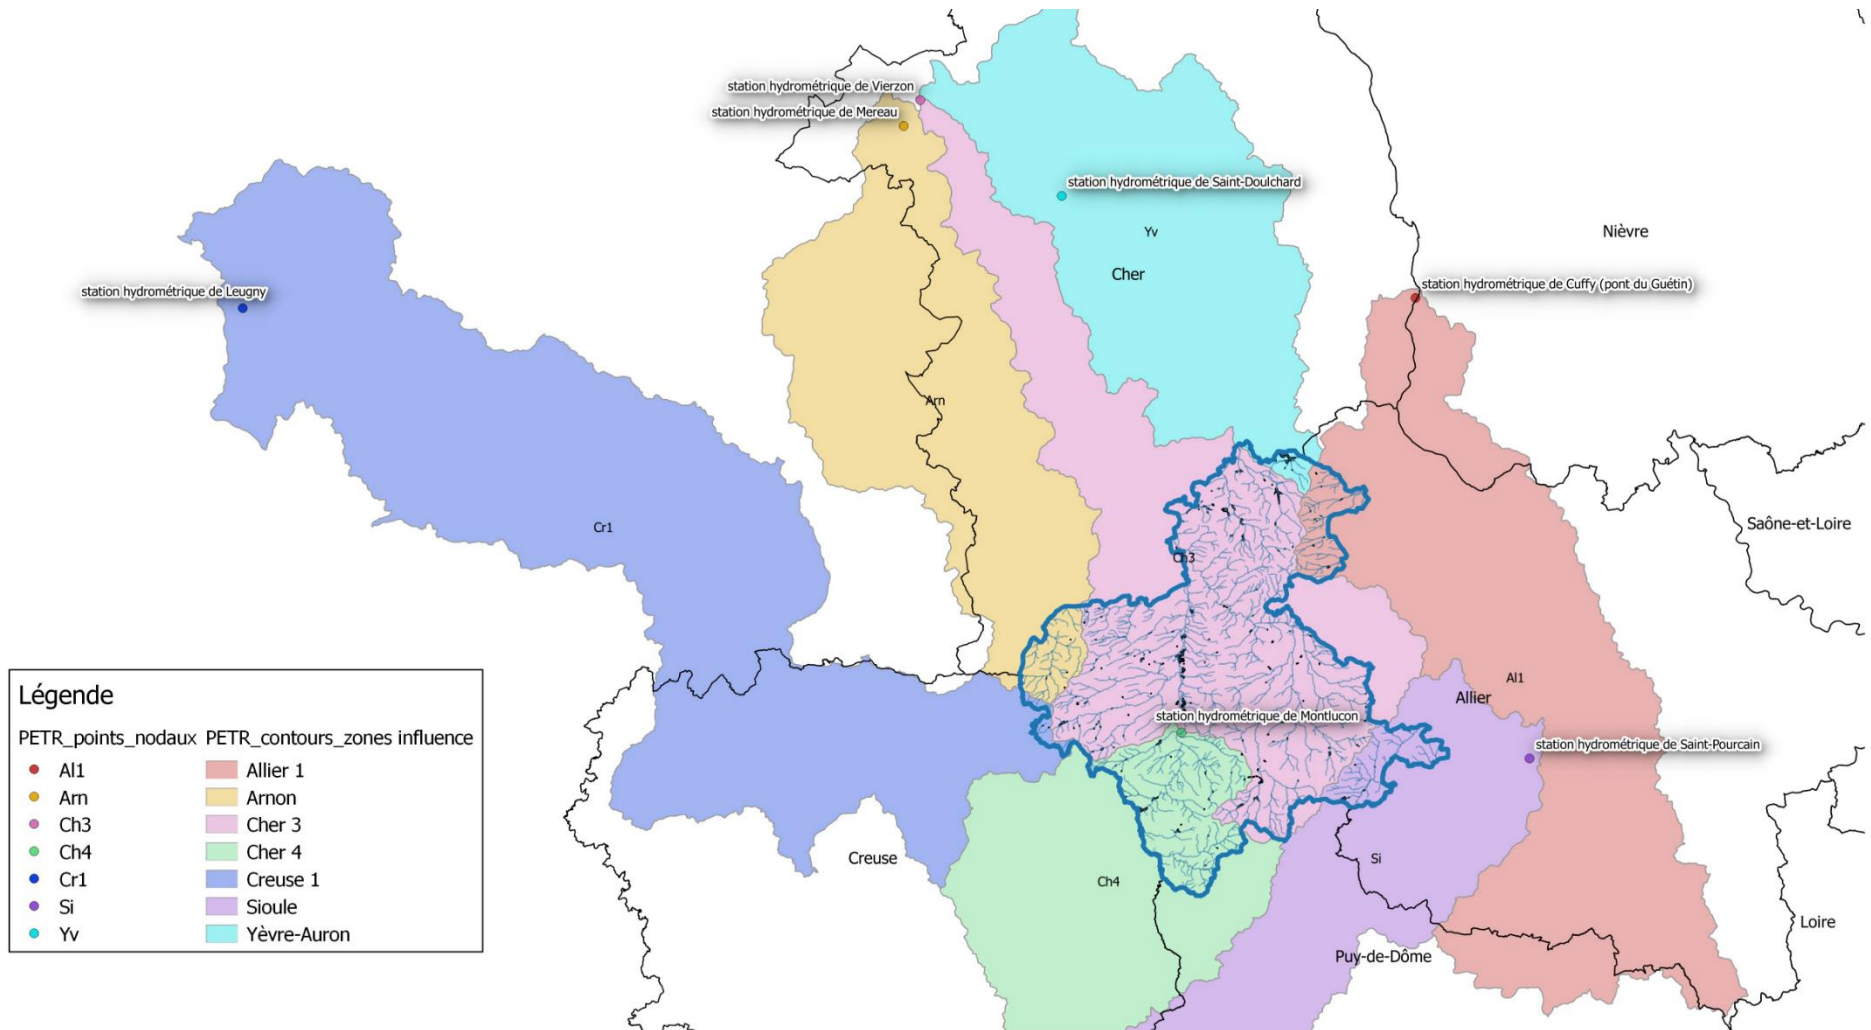 station hydrométrique de Vierzon
station hydrométrique de Mereau
station hydrométrique de Saint-Doulchard
Yv
Nièvre
Cher
station hydrométrique de Leugny
station hydrométrique de Cuffy (pont du Guétin)
Arn
Cr1
Saône-et-Loire
Ch3
Al1
Allier
station hydrométrique de Montlucon
station hydrométrique de Saint-Pourcain
Creuse
Si
Ch4
Loire
Puy-de-Dôme
Légende
PETR_points_nodaux PETR_contours_zones influence
Al1 Allier 1
Arn Arnon
Ch3 Cher 3
Ch4 Cher 4
Cr1 Creuse 1
Si Sioule
Yv Yèvre-Auron